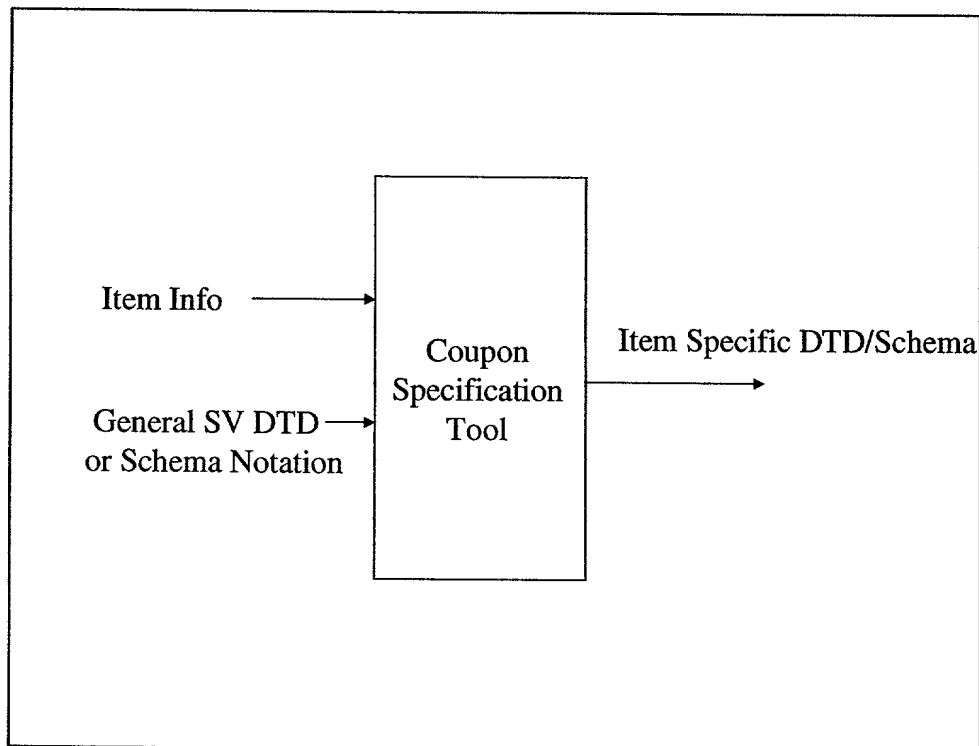 Item Info
General SV DTD
or Schema Notation
Coupon
Specification
Tool
Item Specific DTD/Schema